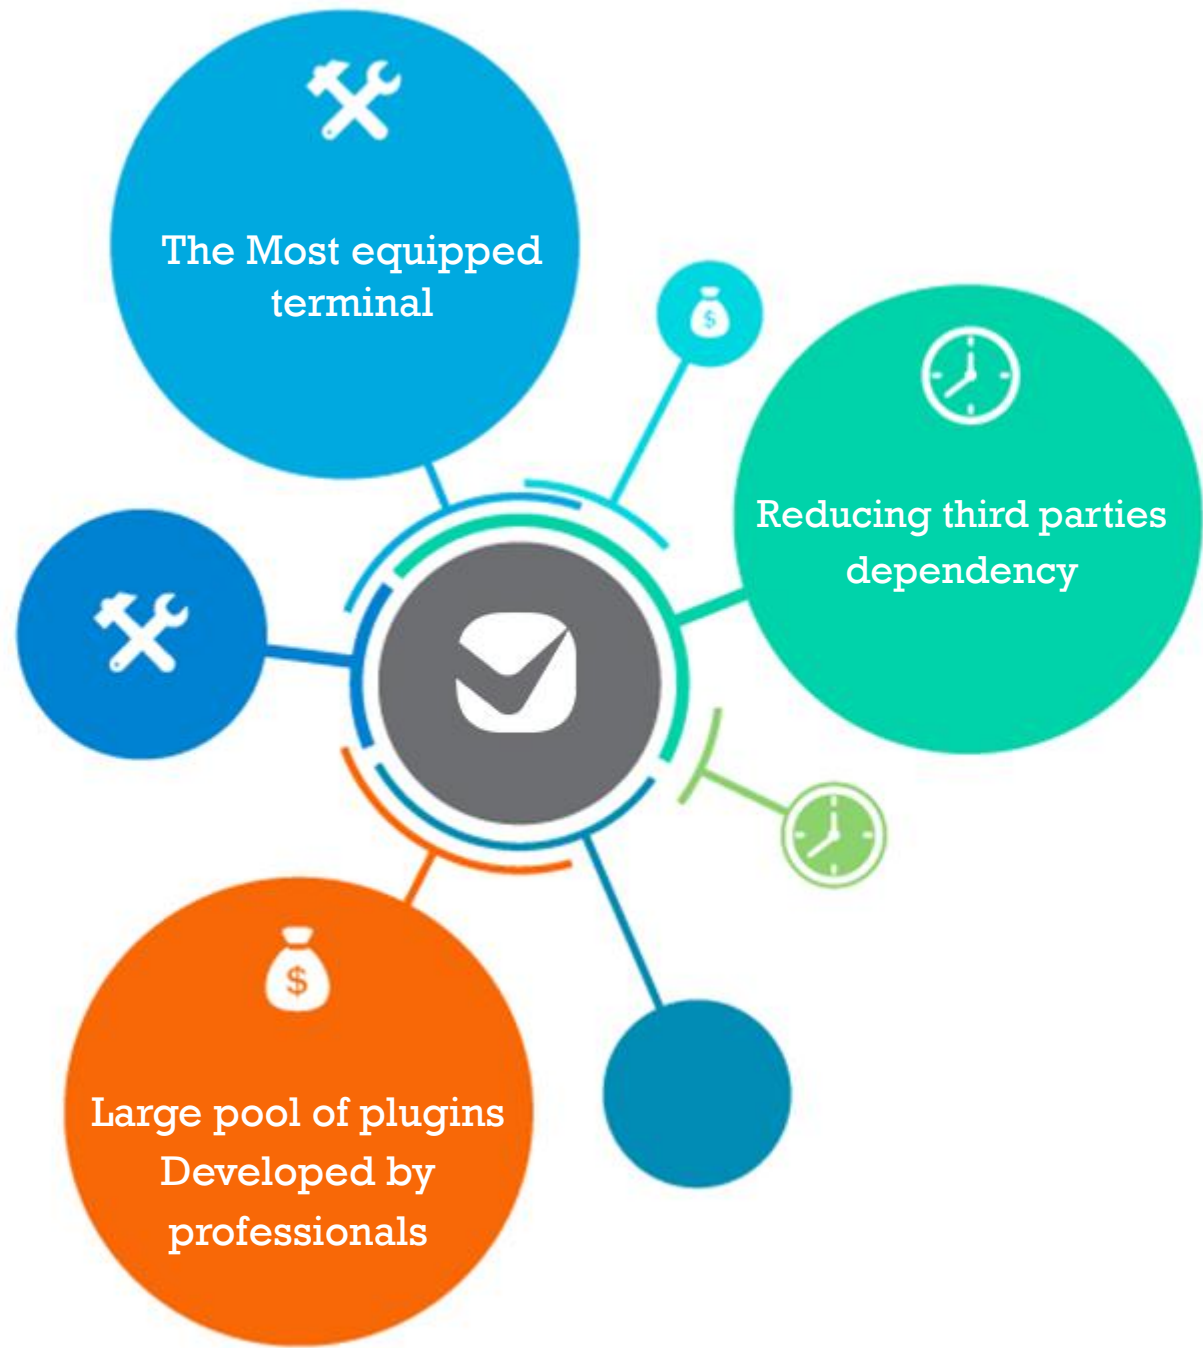 The Most equipped
terminal
$
Reducing third parties
dependency
$
Large pool of plugins
Developed by
professionals